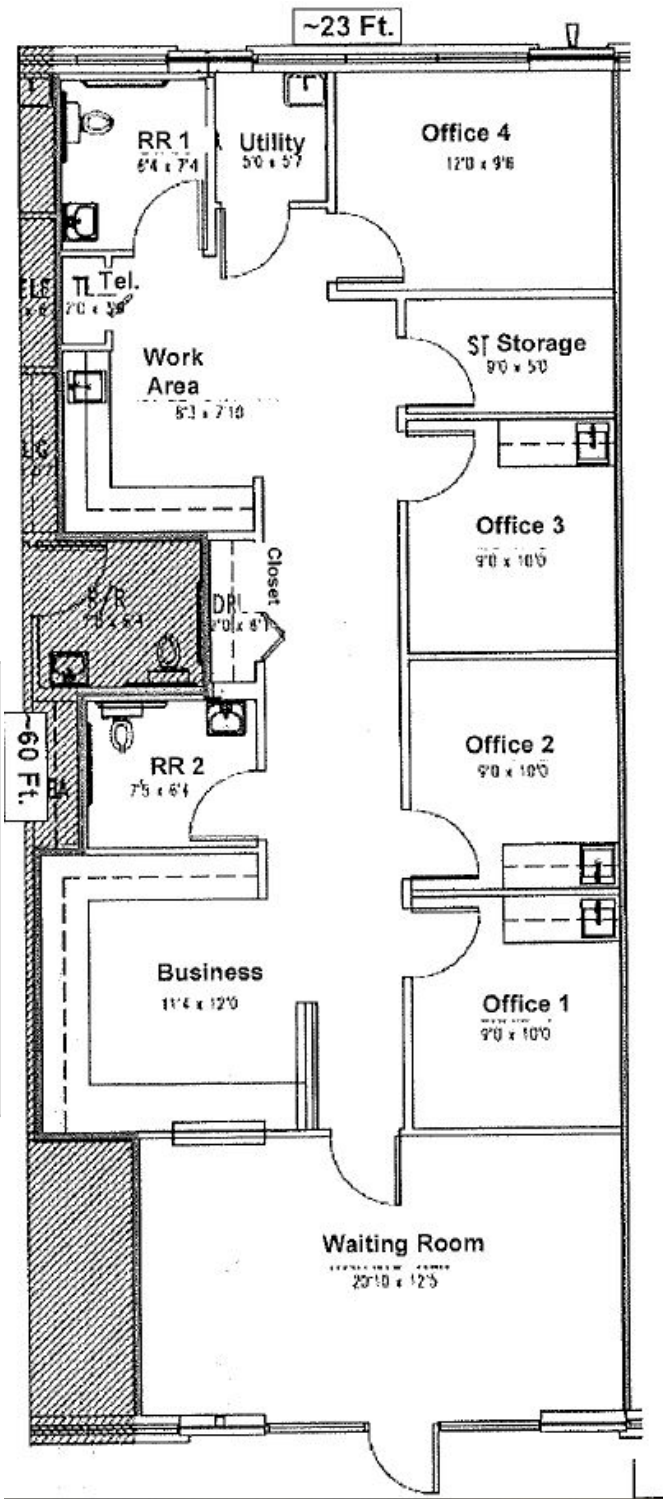 ~23 Ft.
RR 1
6'4 x 7'4
Utility
5'0 x 5'7
Office 4
12'0 x 9'6
Tel.
Work
Area
8'3 x 7'10
ST Storage
9'0 x 5'0
Office 3
9'0 x 10'0
Closet
Office 2
9'0 x 10'0
~60 Ft.
RR 2
7'5 x 6'4
Business
11'4 x 12'0
Office 1
9'0 x 10'0
Waiting Room
20'10 x 12'5